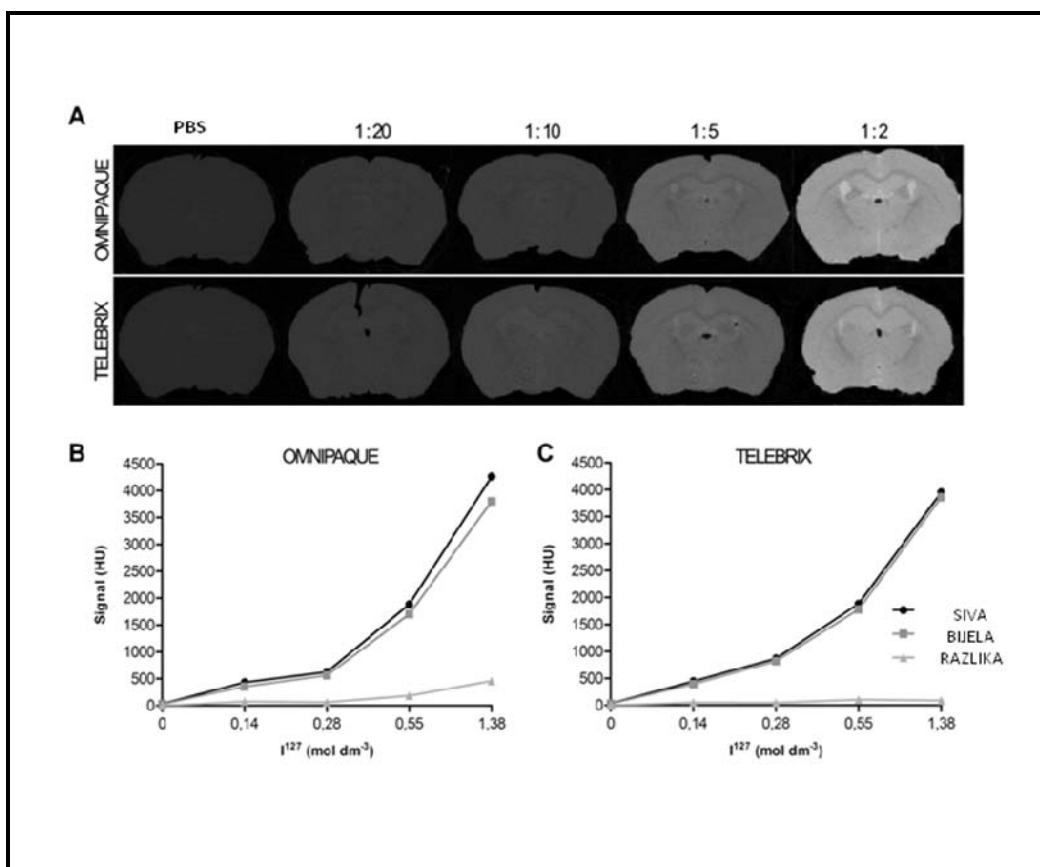 A
PBS 1:20 1:10 1:5 1:2
OMNIPAQUE
TELEBRIX
B OMNIPAQUE
Signal (HU)
4500
4000
3500
3000
2500
2000
1500
1000
500
0
0 0,14 0,28 0,55 1,38
I¹²⁷ (mol dm⁻³)
C TELEBRIX
Signal (HU)
4500
4000
3500
3000
2500
2000
1500
1000
500
0
0 0,14 0,28 0,55 1,38
I¹²⁷ (mol dm⁻³)
SIVA
BIJELA
RAZLIKA